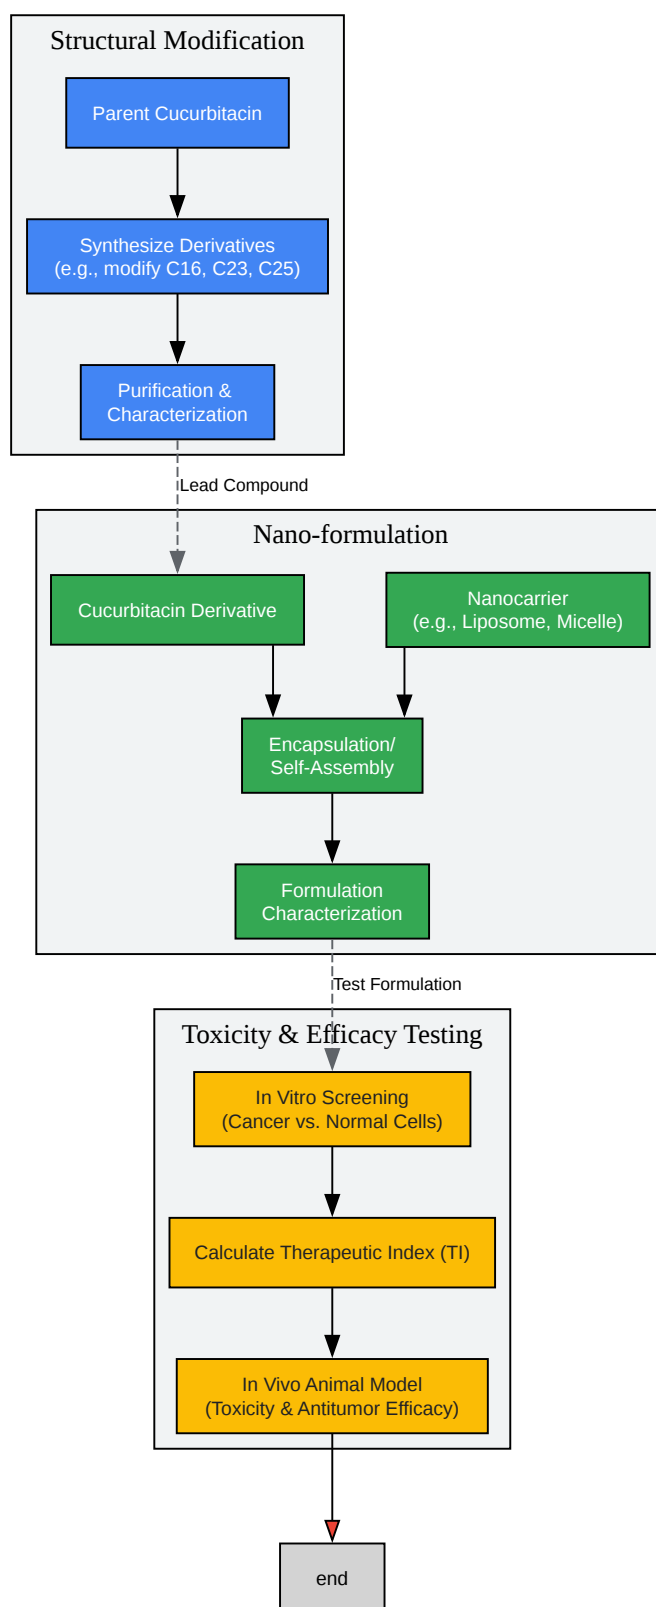 Structural Modification
Parent Cucurbitacin
Synthesize Derivatives
(e.g., modify C16, C23, C25)
Purification &
Characterization
Lead Compound
Nano-formulation
Cucurbitacin Derivative
Nanocarrier
(e.g., Liposome, Micelle)
Encapsulation/
Self-Assembly
Formulation
Characterization
Test Formulation
Toxicity & Efficacy Testing
In Vitro Screening
(Cancer vs. Normal Cells)
Calculate Therapeutic Index (TI)
In Vivo Animal Model
(Toxicity & Antitumor Efficacy)
end